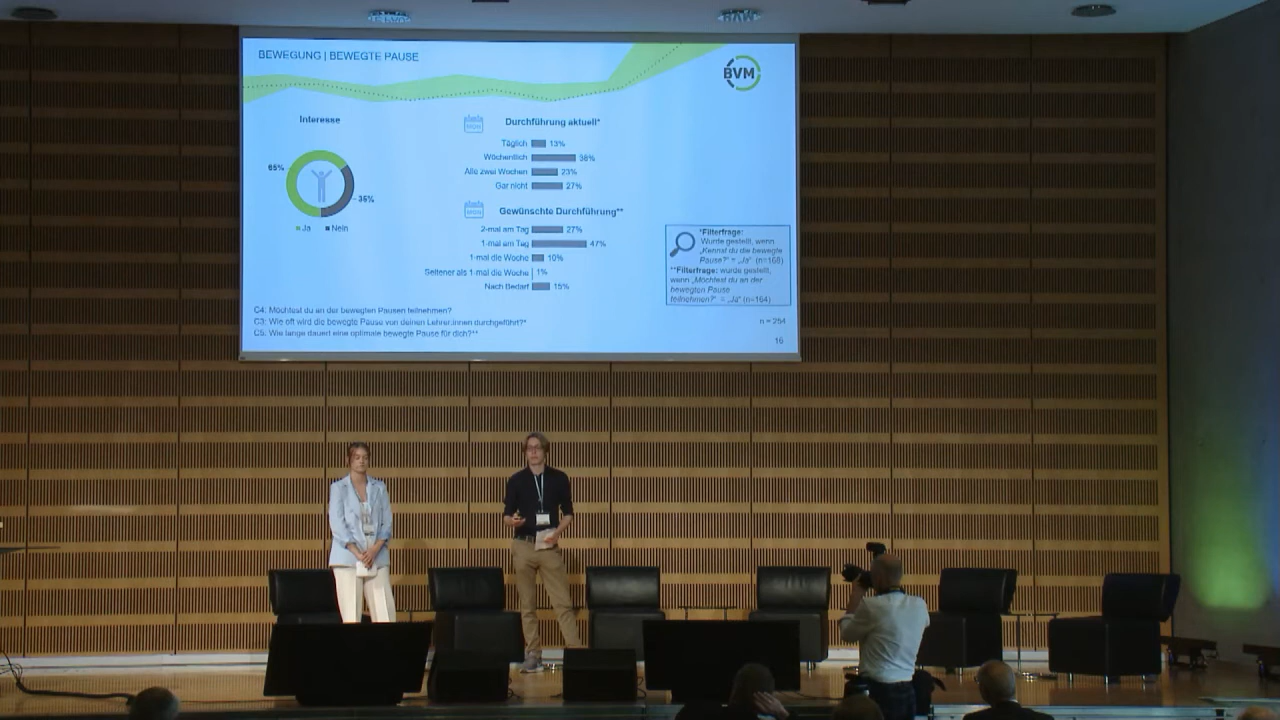 BEWEGUNG | BEWEGTE PAUSE
BVM
Interesse
65%
35%
Ja Nein
Durchführung aktuell*
Täglich 13%
Wöchentlich 38%
Alle zwei Wochen 23%
Gar nicht 27%
Gewünschte Durchführung**
2-mal am Tag 27%
1-mal am Tag 47%
1-mal die Woche 10%
Seltener als 1-mal die Woche 1%
Nach Bedarf 15%
*Filterfrage:
Wurde gestellt, wenn
„Kennst du die bewegte
Pause?“ = „Ja“ (n=168)
**Filterfrage: wurde gestellt,
wenn „Möchtest du an der
bewegten Pause
teilnehmen?“ = „Ja“ (n=164)
C4: Möchtest du an der bewegten Pausen teilnehmen?
C3: Wie oft wird die bewegte Pause von deinen Lehrer:innen durchgeführt?*
C5: Wie lange dauert eine optimale bewegte Pause für dich?**
n = 254
16